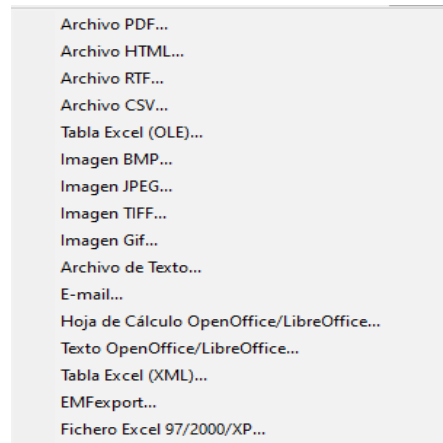 Archivo PDF...
Archivo HTML...
Archivo RTF...
Archivo CSV...
Tabla Excel (OLE)...
Imagen BMP...
Imagen JPEG...
Imagen TIFF...
Imagen Gif...
Archivo de Texto...
E-mail...
Hoja de Cálculo OpenOffice/LibreOffice...
Texto OpenOffice/LibreOffice...
Tabla Excel (XML)...
EMFexport...
Fichero Excel 97/2000/XP...